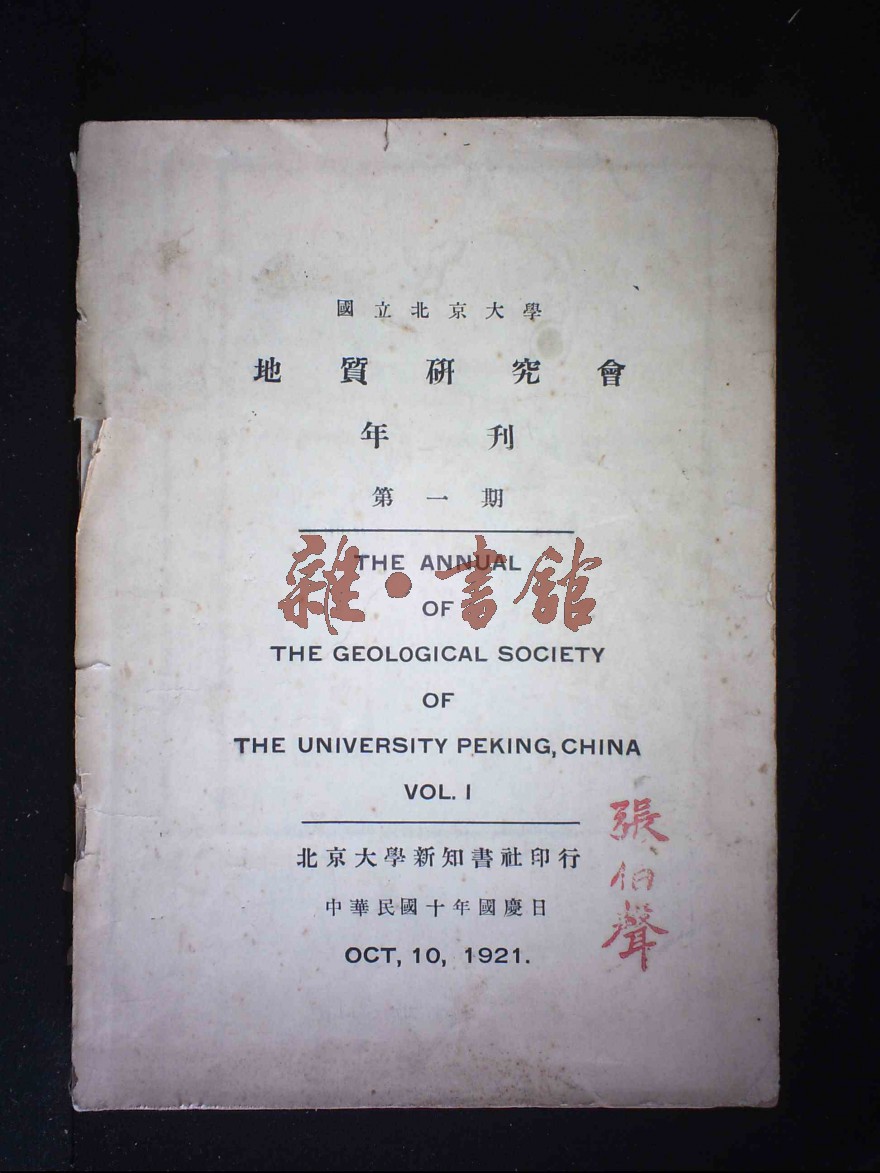 國立北京大學
地質研究會
年刊
第一期
雜·書館
THE ANNUAL
OF
THE GEOLOGICAL SOCIETY
OF
THE UNIVERSITY PEKING, CHINA
VOL. I
北京大學新知書社印行
中華民國十年國慶日
OCT, 10, 1921.
張伯聲